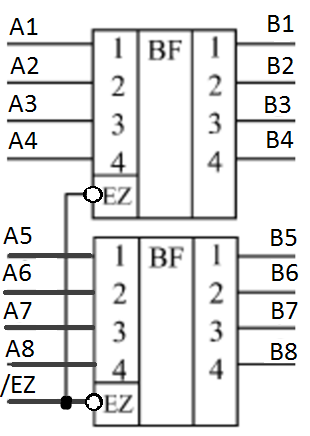 A1 1 BF 1 B1
A2 2 2 B2
A3 3 3 B3
A4 4 4 B4
EZ
A5 1 BF 1 B5
A6 2 2 B6
A7 3 3 B7
A8 4 4 B8
/EZ EZ